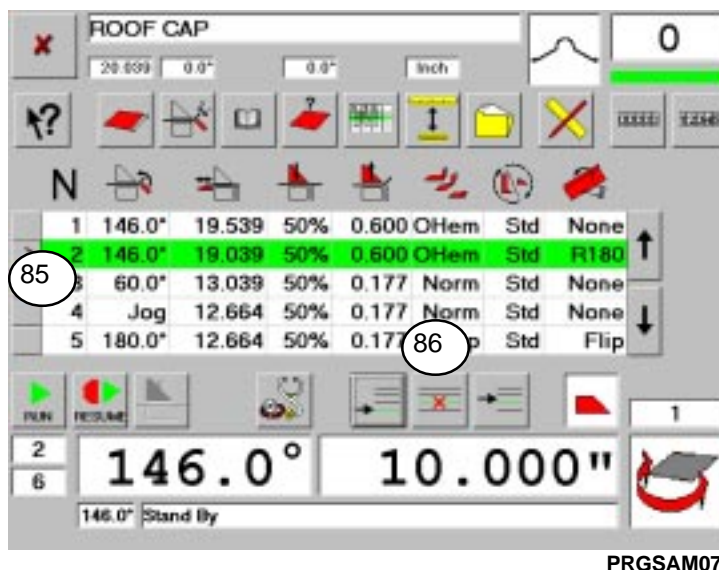 ROOF CAP
0
20.039 0.0° 0.0° Inch
?
?
N
1 146.0° 19.539 50% 0.600 OHem Std None
2 146.0° 19.039 50% 0.600 OHem Std R180
85
3 60.0° 13.039 50% 0.177 Norm Std None
4 Jog 12.664 50% 0.177 Norm Std None
86
5 180.0° 12.664 50% 0.177 p Std Flip
RUN RESUME
1
2
6
146.0° 10.000"
146.0° Stand By
PRGSAM07